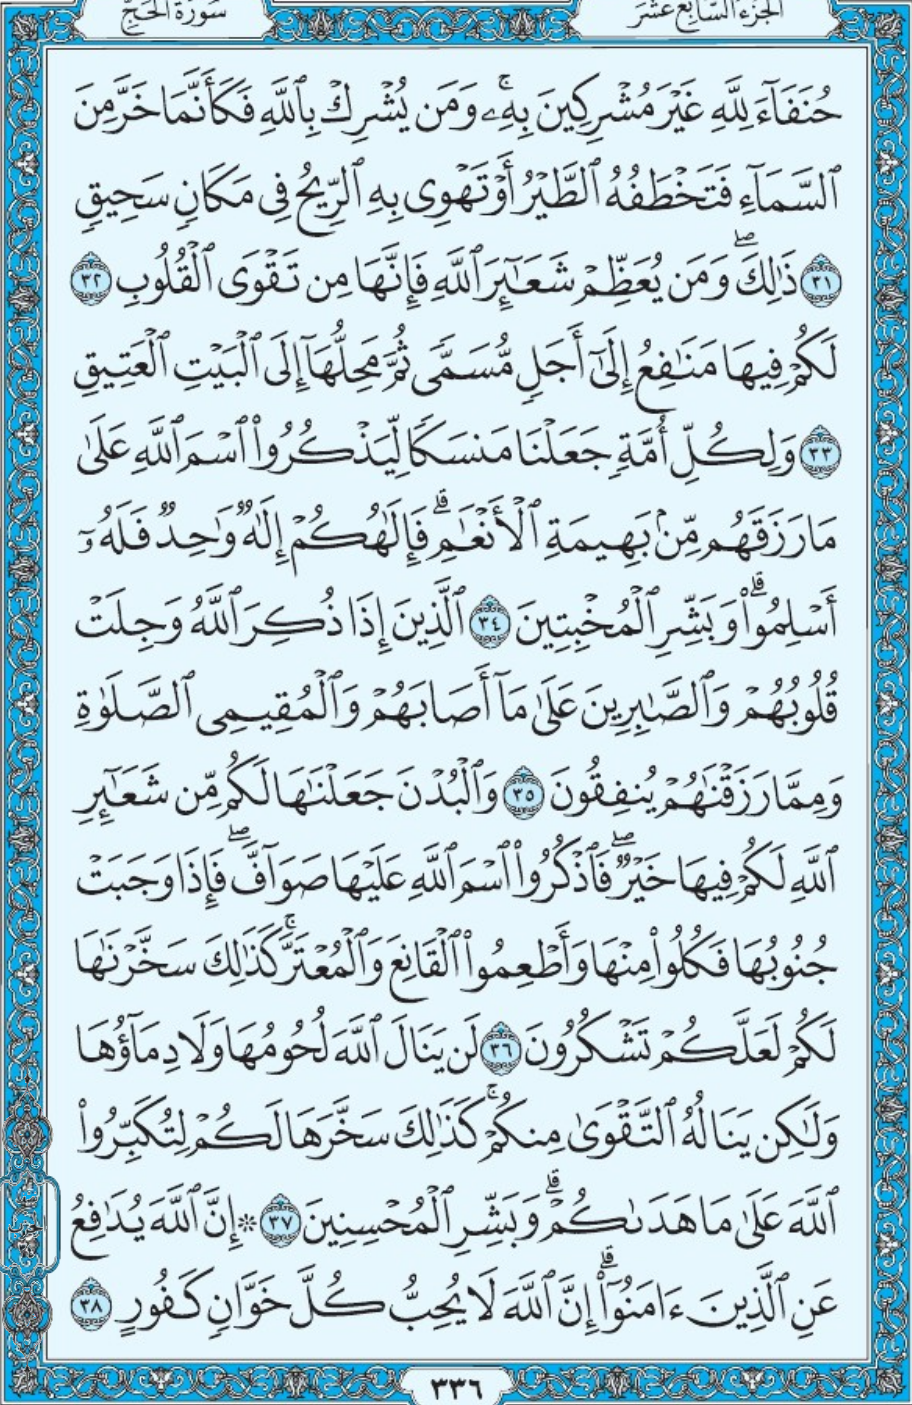 الجزء السابع عشر سورة الحج
حُنَفَآءَ لِلَّهِ غَيْرَ مُشْرِكِينَ بِهِۦۚ وَمَن يُشْرِكْ بِٱللَّهِ فَكَأَنَّمَا خَرَّ مِنَ
ٱلسَّمَآءِ فَتَخْطَفُهُ ٱلطَّيْرُ أَوْ تَهْوِى بِهِ ٱلرِّيحُ فِى مَكَانٍ سَحِيقٍ
٣١ ذَٰلِكَۖ وَمَن يُعَظِّمْ شَعَٰٓئِرَ ٱللَّهِ فَإِنَّهَا مِن تَقْوَى ٱلْقُلُوبِ ٣٢
لَكُمْ فِيهَا مَنَٰفِعُ إِلَىٰٓ أَجَلٍ مُّسَمًّى ثُمَّ مَحِلُّهَآ إِلَى ٱلْبَيْتِ ٱلْعَتِيقِ
٣٣ وَلِكُلِّ أُمَّةٍ جَعَلْنَا مَنسَكًا لِّيَذْكُرُوا۟ ٱسْمَ ٱللَّهِ عَلَىٰ
مَا رَزَقَهُم مِّنۢ بَهِيمَةِ ٱلْأَنْعَٰمِۗ فَإِلَٰهُكُمْ إِلَٰهٌ وَٰحِدٌ فَلَهُۥٓ
أَسْلِمُوا۟ۗ وَبَشِّرِ ٱلْمُخْبِتِينَ ٣٤ ٱلَّذِينَ إِذَا ذُكِرَ ٱللَّهُ وَجِلَتْ
قُلُوبُهُمْ وَٱلصَّٰبِرِينَ عَلَىٰ مَآ أَصَابَهُمْ وَٱلْمُقِيمِى ٱلصَّلَوٰةِ
وَمِمَّا رَزَقْنَٰهُمْ يُنفِقُونَ ٣٥ وَٱلْبُدْنَ جَعَلْنَٰهَا لَكُم مِّن شَعَٰٓئِرِ
ٱللَّهِ لَكُمْ فِيهَا خَيْرٌۖ فَٱذْكُرُوا۟ ٱسْمَ ٱللَّهِ عَلَيْهَا صَوَآفَّۖ فَإِذَا وَجَبَتْ
جُنُوبُهَا فَكُلُوا۟ مِنْهَا وَأَطْعِمُوا۟ ٱلْقَانِعَ وَٱلْمُعْتَرَّۚ كَذَٰلِكَ سَخَّرْنَٰهَا
لَكُمْ لَعَلَّكُمْ تَشْكُرُونَ ٣٦ لَن يَنَالَ ٱللَّهَ لُحُومُهَا وَلَا دِمَآؤُهَا
وَلَٰكِن يَنَالُهُ ٱلتَّقْوَىٰ مِنكُمْۚ كَذَٰلِكَ سَخَّرَهَا لَكُمْ لِتُكَبِّرُوا۟
ٱللَّهَ عَلَىٰ مَا هَدَىٰكُمْۗ وَبَشِّرِ ٱلْمُحْسِنِينَ ٣٧ * إِنَّ ٱللَّهَ يُدَٰفِعُ
عَنِ ٱلَّذِينَ ءَامَنُوٓا۟ۗ إِنَّ ٱللَّهَ لَا يُحِبُّ كُلَّ خَوَّانٍ كَفُورٍ ٣٨
٣٣٦